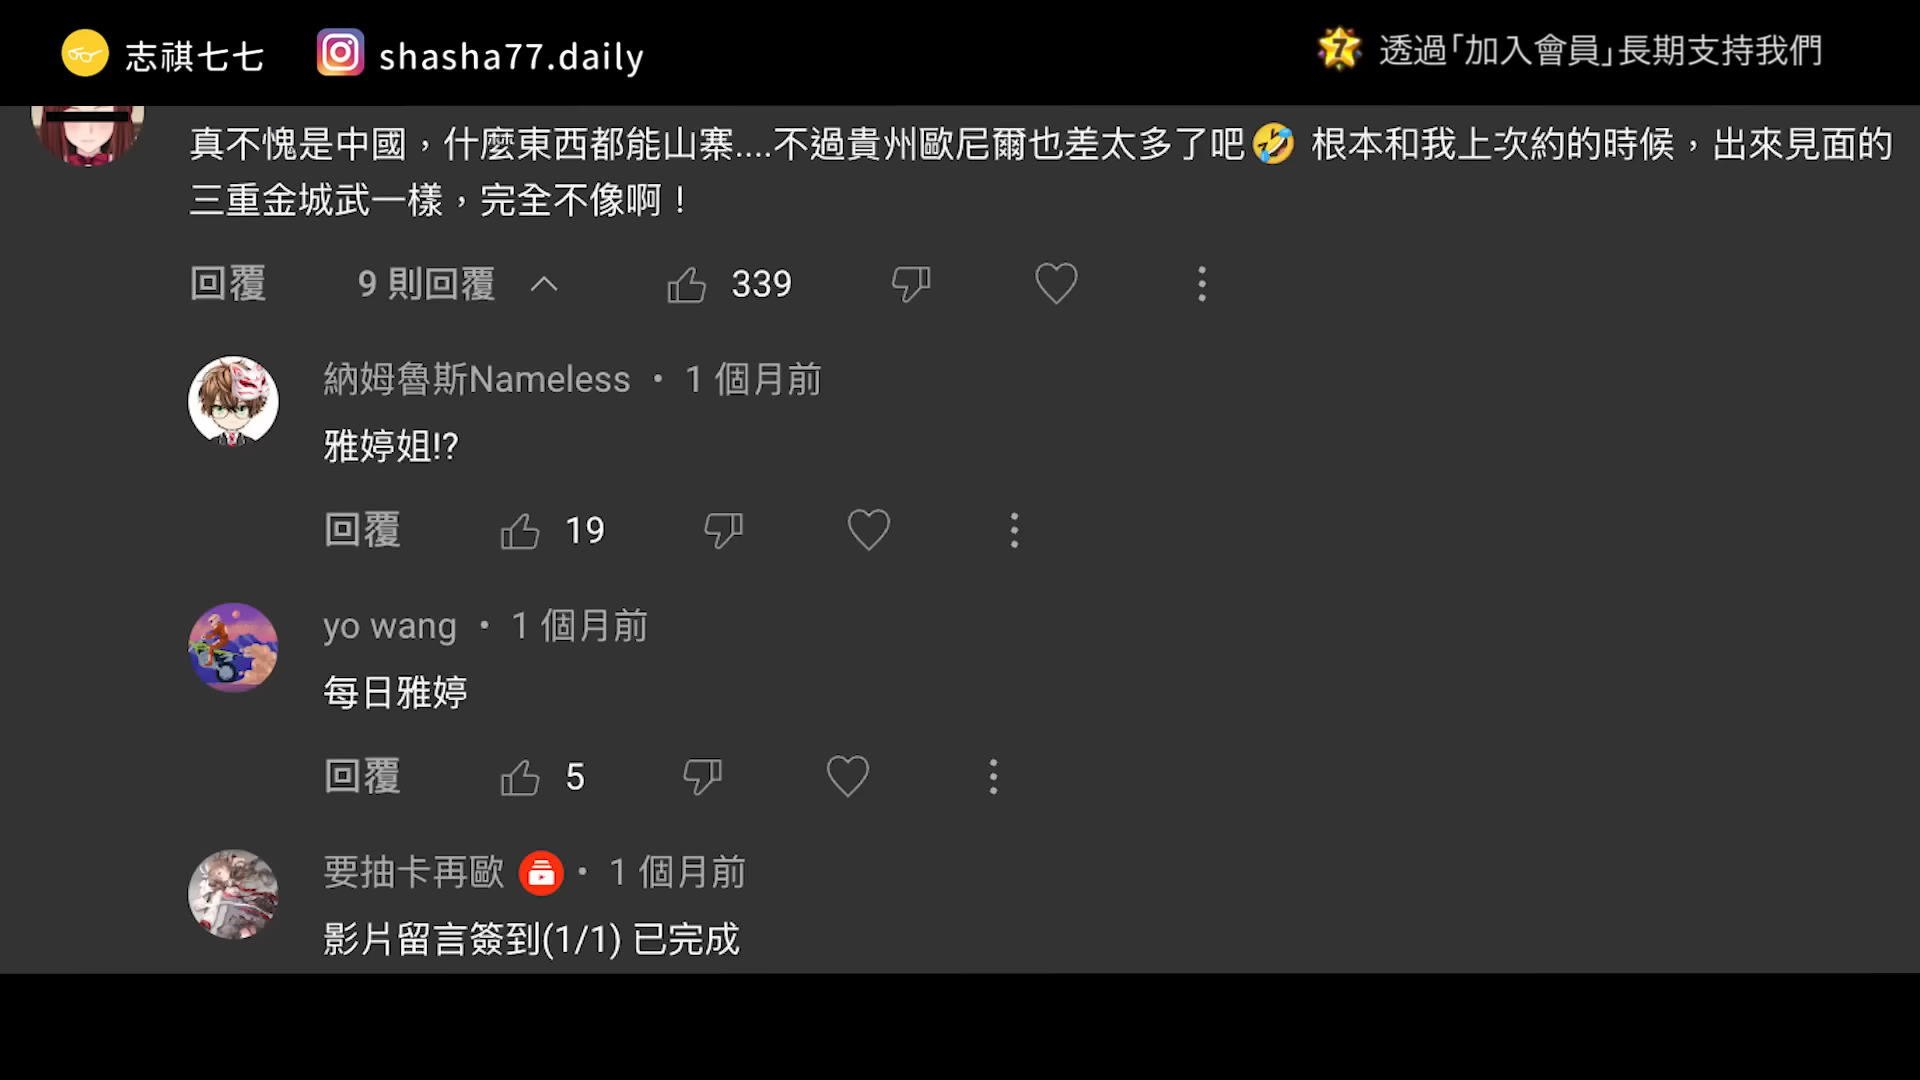 志祺七七
shasha77.daily
透過「加入會員」長期支持我們
真不愧是中國，什麼東西都能山寨....不過貴州歐尼爾也差太多了吧🤣 根本和我上次約的時候，出來見面的
三重金城武一樣，完全不像啊！
回覆 9 則回覆 339
納姆魯斯Nameless • 1 個月前
雅婷姐!?
回覆 19
yo wang • 1 個月前
每日雅婷
回覆 5
要抽卡再歐 • 1 個月前
影片留言簽到(1/1) 已完成